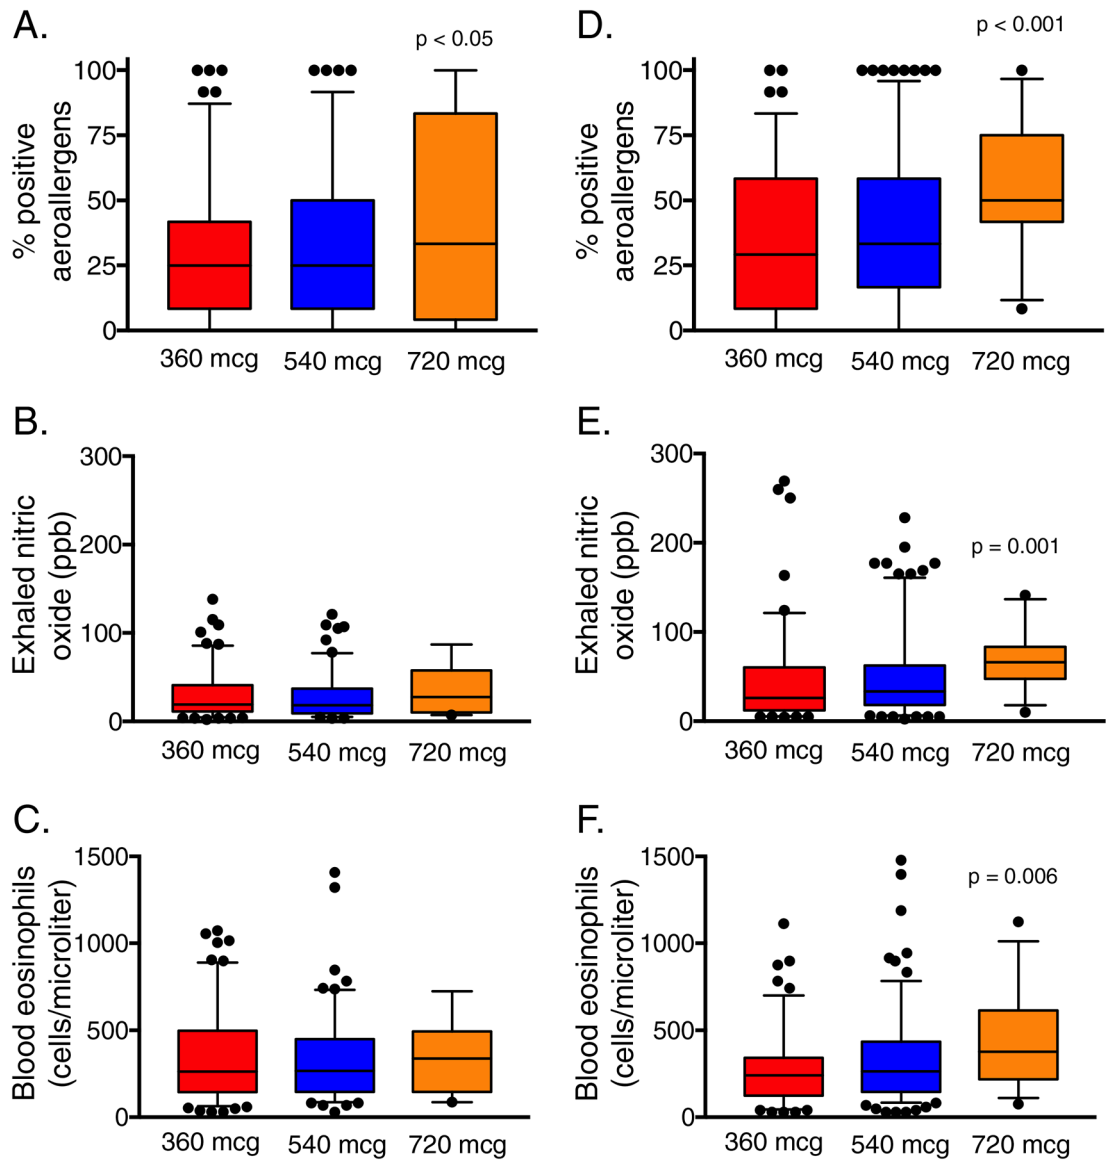 A.
p < 0.05
% positive
aeroallergens
100
75
50
25
0
360 mcg
540 mcg
720 mcg
D.
p < 0.001
% positive
aeroallergens
100
75
50
25
0
360 mcg
540 mcg
720 mcg
B.
Exhaled nitric
oxide (ppb)
300
200
100
0
360 mcg
540 mcg
720 mcg
E.
p = 0.001
Exhaled nitric
oxide (ppb)
300
200
100
0
360 mcg
540 mcg
720 mcg
C.
Blood eosinophils
(cells/microliter)
1500
1000
500
0
360 mcg
540 mcg
720 mcg
F.
p = 0.006
Blood eosinophils
(cells/microliter)
1500
1000
500
0
360 mcg
540 mcg
720 mcg